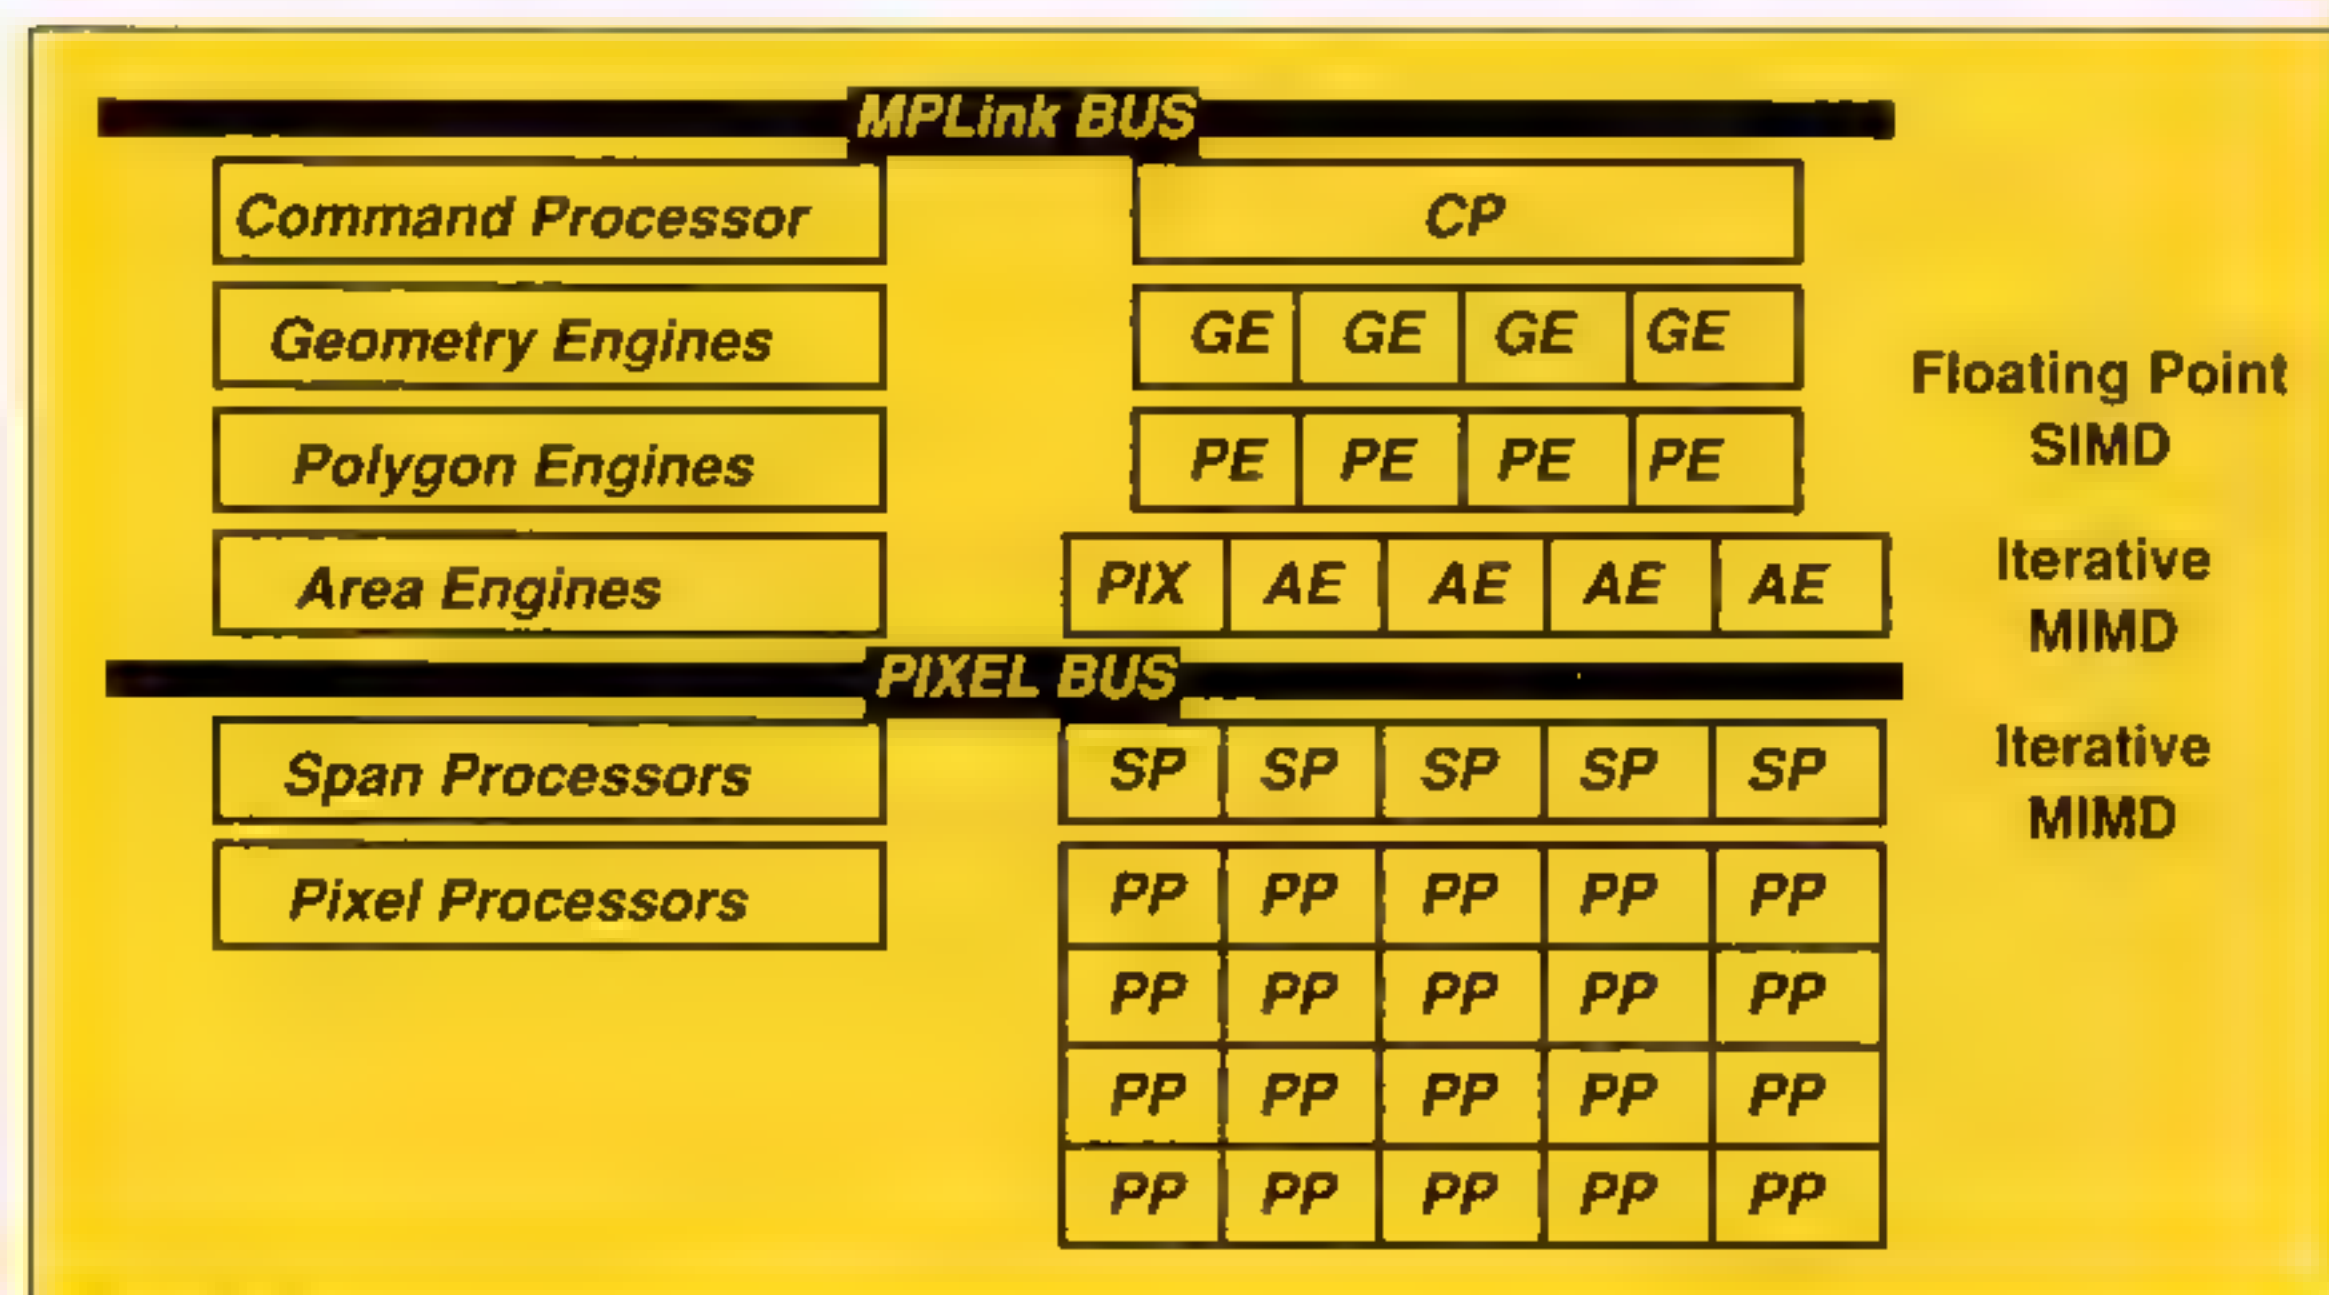 MPLink BUS
Command Processor
CP
Geometry Engines
GE GE GE GE
Floating Point
SIMD
Polygon Engines
PE PE PE PE
Area Engines
PIX AE AE AE AE
Iterative
MIMD
PIXEL BUS
Span Processors
SP SP SP SP SP
Iterative
MIMD
Pixel Processors
PP PP PP PP PP
PP PP PP PP PP
PP PP PP PP PP
PP PP PP PP PP